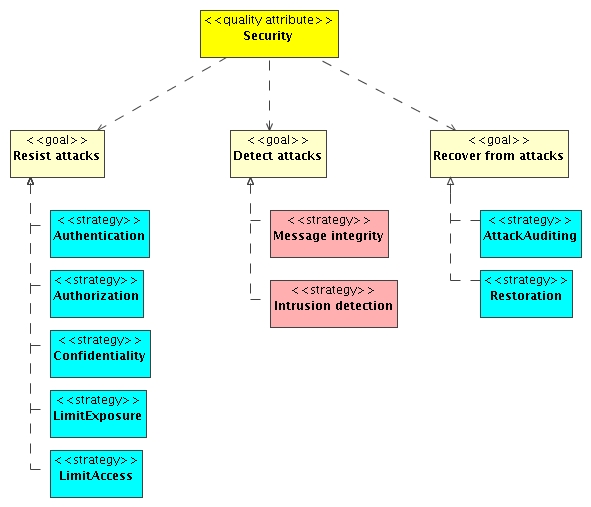 <<quality attribute>>
Security
<<goal>>
Resist attacks
<<goal>>
Detect attacks
<<goal>>
Recover from attacks
<<strategy>>
Authentication
<<strategy>>
Authorization
<<strategy>>
Confidentiality
<<strategy>>
LimitExposure
<<strategy>>
LimitAccess
<<strategy>>
Message integrity
<<strategy>>
Intrusion detection
<<strategy>>
AttackAuditing
<<strategy>>
Restoration